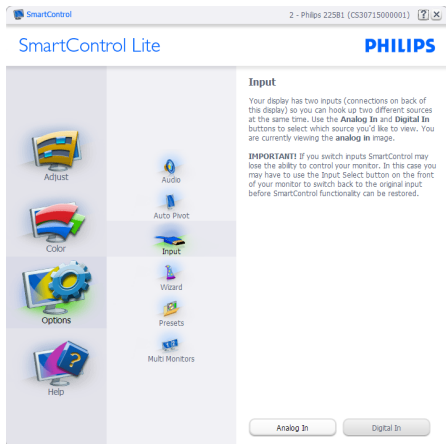 SmartControl
2 - Philips 225B1 (CS30715000001)
?
SmartControl Lite
PHILIPS
Adjust
Color
Options
Help
Audio
Auto Pivot
Input
Wizard
Presets
Multi Monitors
Input
Your display has two inputs (connections on back of
this display) so you can hook up two different sources
at the same time. Use the Analog In and Digital In
buttons to select which source you'd like to view. You
are currently viewing the analog in image.
IMPORTANT! If you switch inputs SmartControl may
lose the ability to control your monitor. In this case you
may have to use the Input Select button on the front
of your monitor to switch back to the original input
before SmartControl functionality can be restored.
Analog In
Digital In